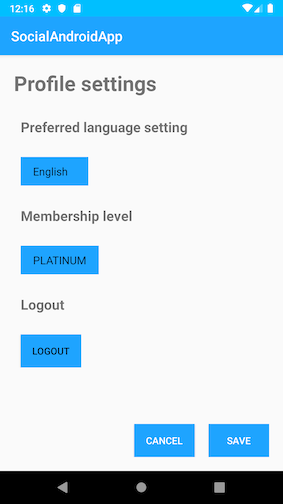 12:16
SocialAndroidApp
Profile settings
Preferred language setting
English
Membership level
PLATINUM
Logout
LOGOUT
CANCEL SAVE